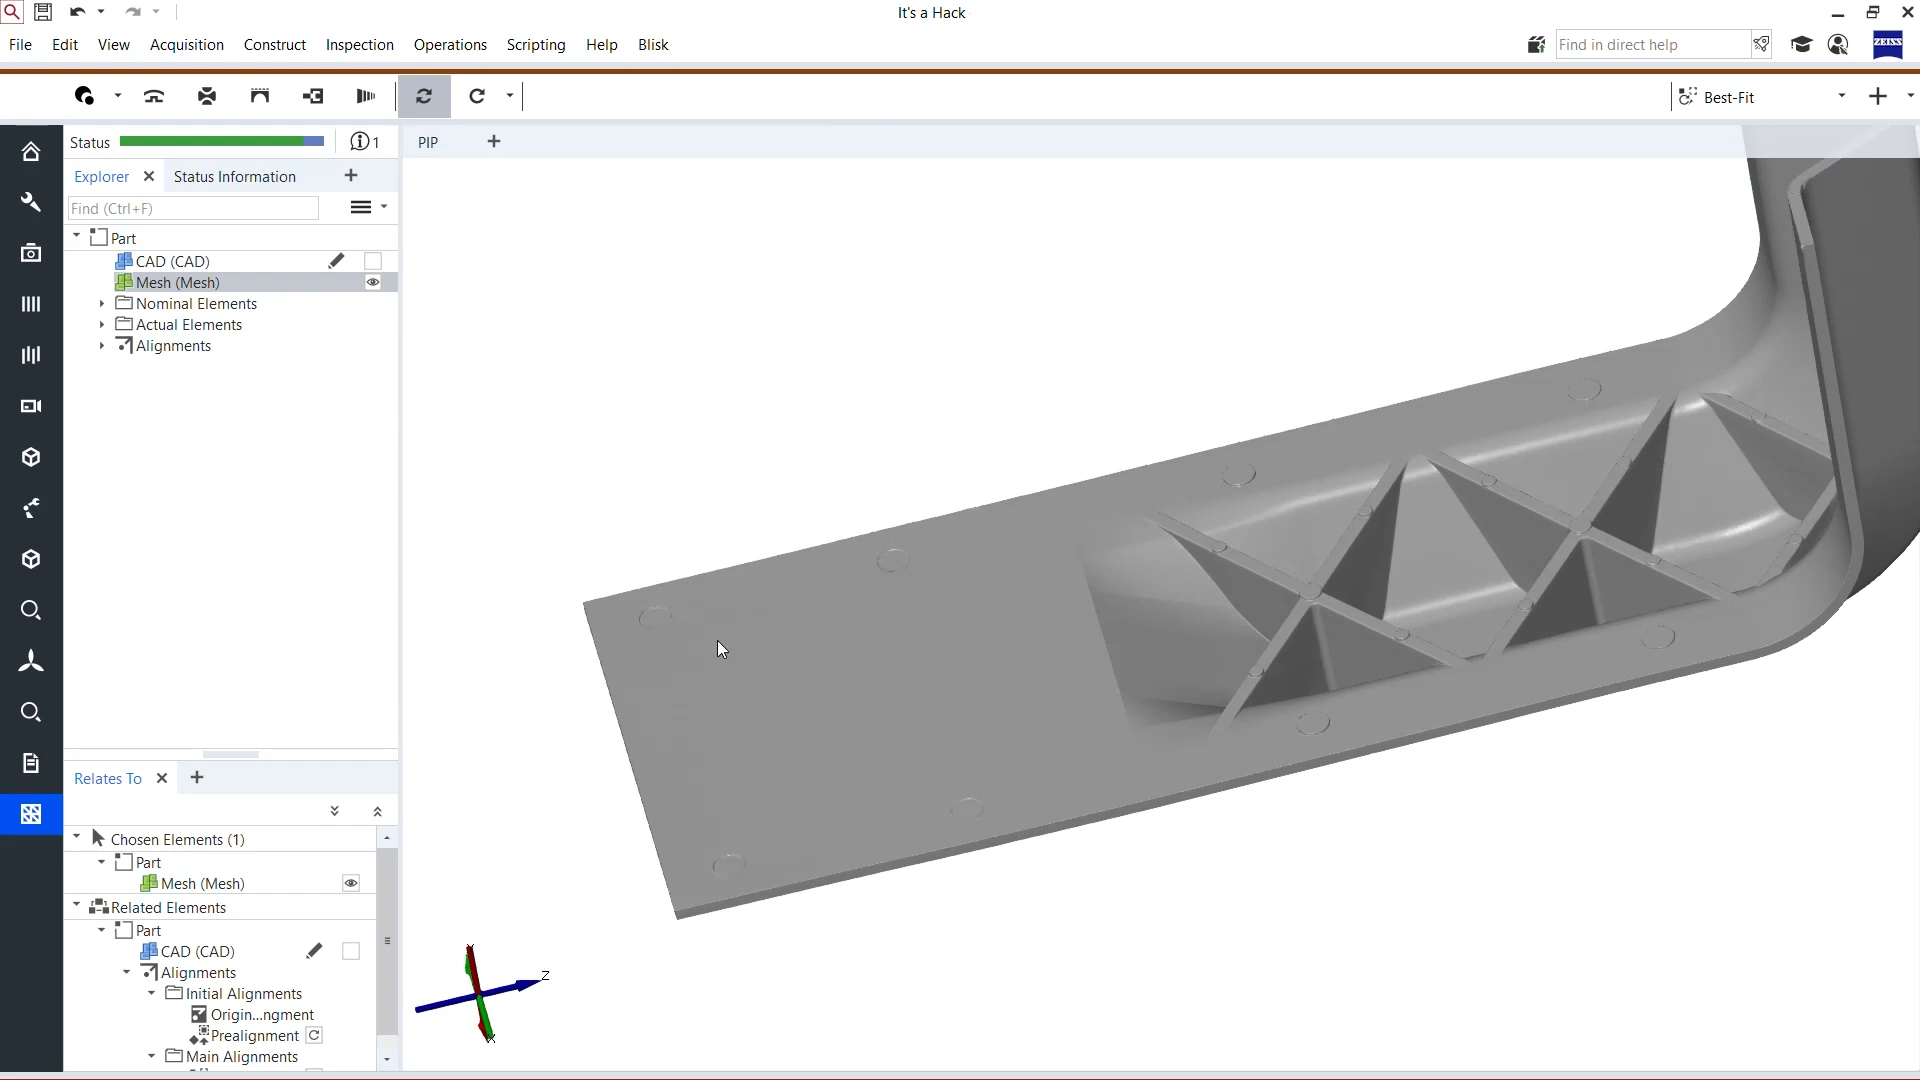 It's a Hack
File Edit View Acquisition Construct Inspection Operations Scripting Help Blisk
Find in direct help
ZEISS
Best-Fit
Status
1
PIP
Explorer
Status Information
Find (Ctrl+F)
Part
CAD (CAD)
Mesh (Mesh)
Nominal Elements
Actual Elements
Alignments
Relates To
Chosen Elements (1)
Part
Mesh (Mesh)
Related Elements
Part
CAD (CAD)
Alignments
Initial Alignments
Origin...ngment
Prealignment
Main Alignments
Z